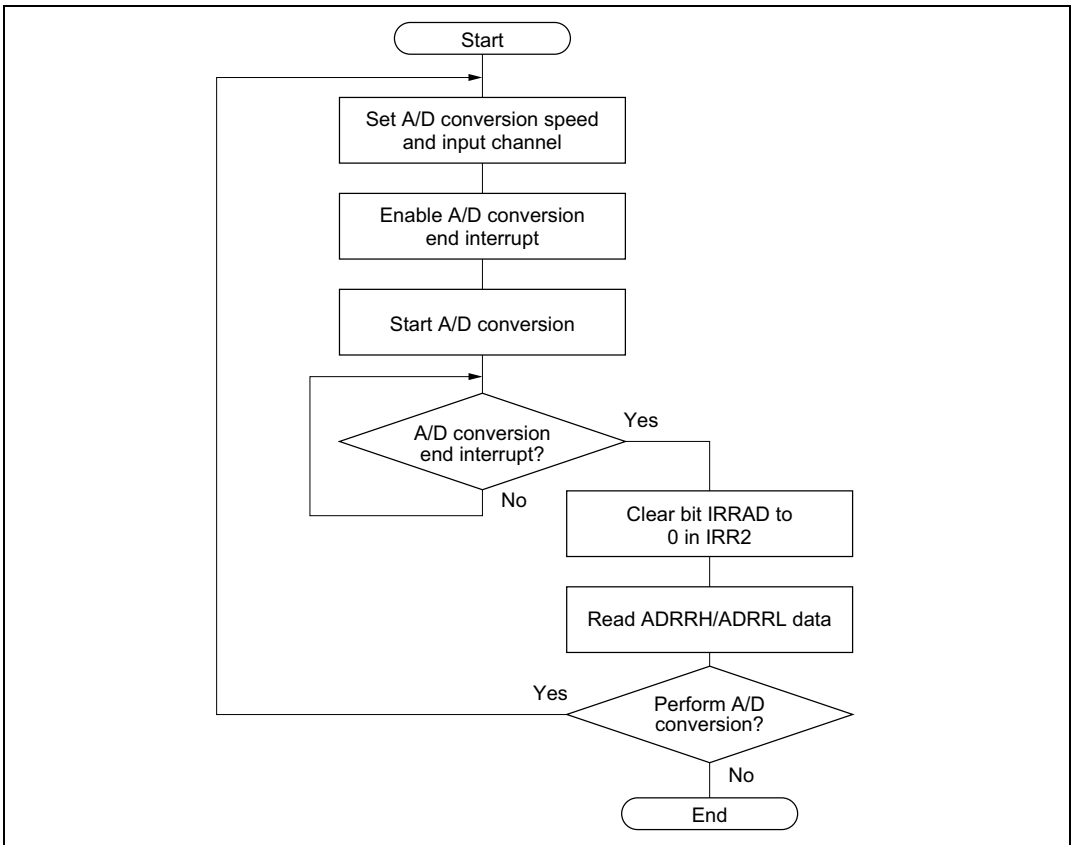 Start
Set A/D conversion speed
and input channel
Enable A/D conversion
end interrupt
Start A/D conversion
A/D conversion
end interrupt?
Yes
No
Clear bit IRRAD to
0 in IRR2
Read ADRRH/ADRRL data
Yes
Perform A/D
conversion?
No
End